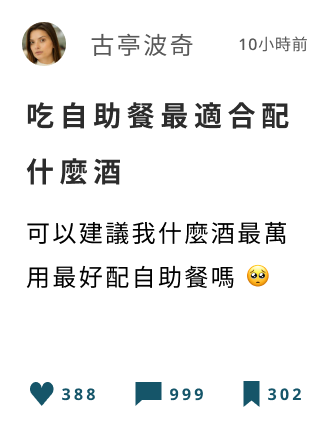 古亭波奇
10小時前
吃自助餐最適合配
什麼酒
可以建議我什麼酒最萬
用最好配自助餐嗎 🥺
388
999
302